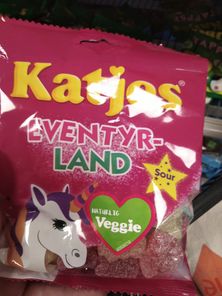 Katjes
EVENTYR-
LAND
Sour
NATURLIG
Veggie